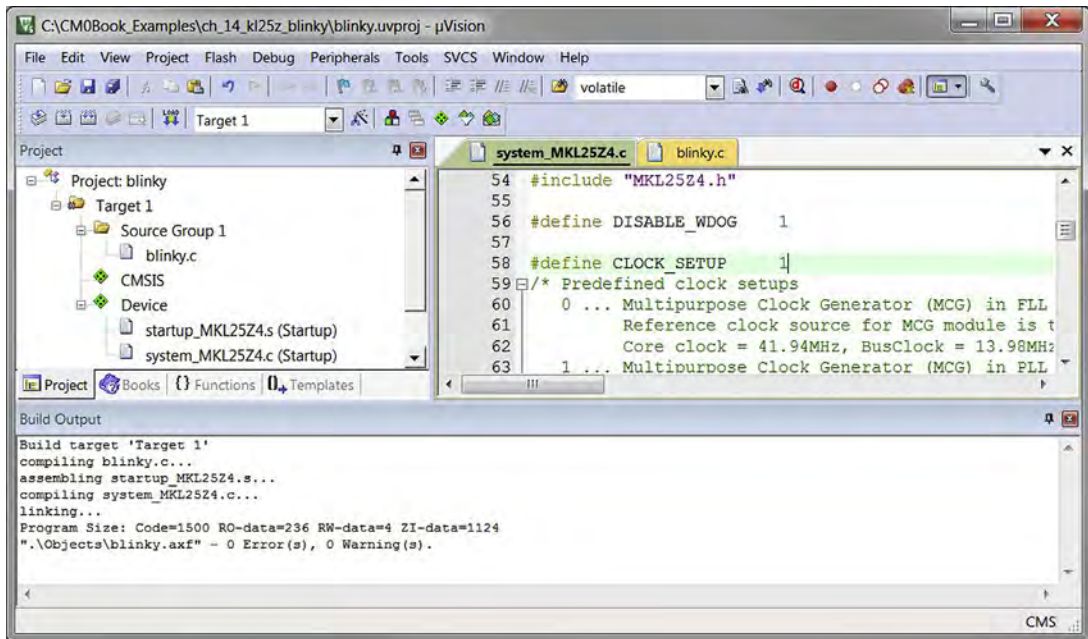 C:\CM0Book_Examples\ch_14_kl25z_blinky\blinky.uvproj - µVision
File Edit View Project Flash Debug Peripherals Tools SVCS Window Help
volatile
LOAD Target 1
Project
Project: blinky
Target 1
Source Group 1
blinky.c
CMSIS
Device
startup_MKL25Z4.s (Startup)
system_MKL25Z4.c (Startup)
Project Books {} Functions Templates
system_MKL25Z4.c blinky.c
54 #include "MKL25Z4.h"
55
56 #define DISABLE_WDOG 1
57
58 #define CLOCK_SETUP 1
59 /* Predefined clock setups
60 0 ... Multipurpose Clock Generator (MCG) in FLL
61 Reference clock source for MCG module is t
62 Core clock = 41.94MHz, BusClock = 13.98MHz
63 1 ... Multipurpose Clock Generator (MCG) in PLL
Build Output
Build target 'Target 1'
compiling blinky.c...
assembling startup_MKL25Z4.s...
compiling system_MKL25Z4.c...
linking...
Program Size: Code=1500 RO-data=236 RW-data=4 ZI-data=1124
".\Objects\blinky.axf" - 0 Error(s), 0 Warning(s).
CMS